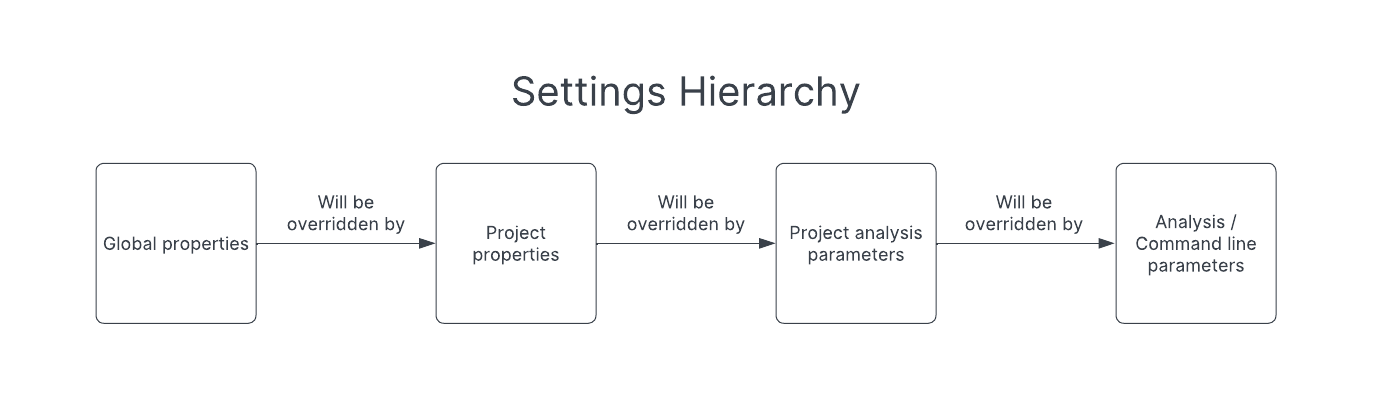 Settings Hierarchy
Global properties
Will be
overridden by
Project
properties
Will be
overridden by
Project analysis
parameters
Will be
overridden by
Analysis /
Command line
parameters